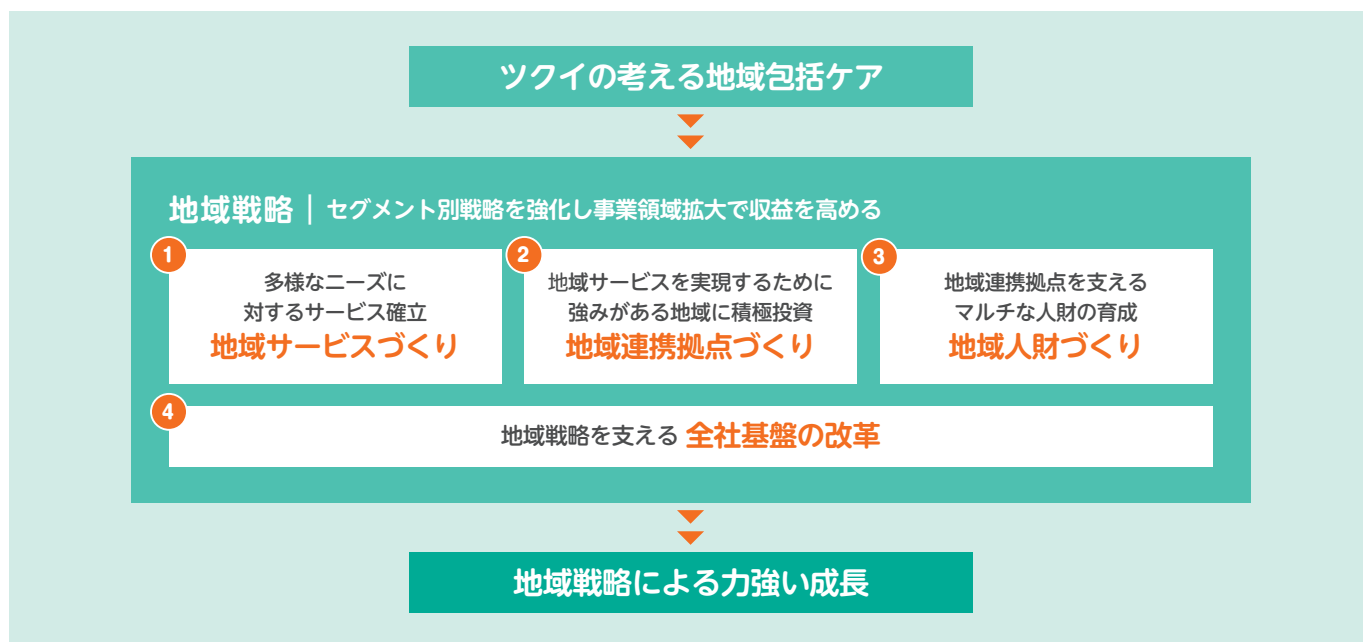 ツクイの考える地域包括ケア
地域戦略 | セグメント別戦略を強化し事業領域拡大で収益を高める
1
多様なニーズに
対するサービス確立
地域サービスづくり
2
地域サービスを実現するために
強みがある地域に積極投資
地域連携拠点づくり
3
地域連携拠点を支える
マルチな人財の育成
地域人財づくり
4
地域戦略を支える 全社基盤の改革
地域戦略による力強い成長